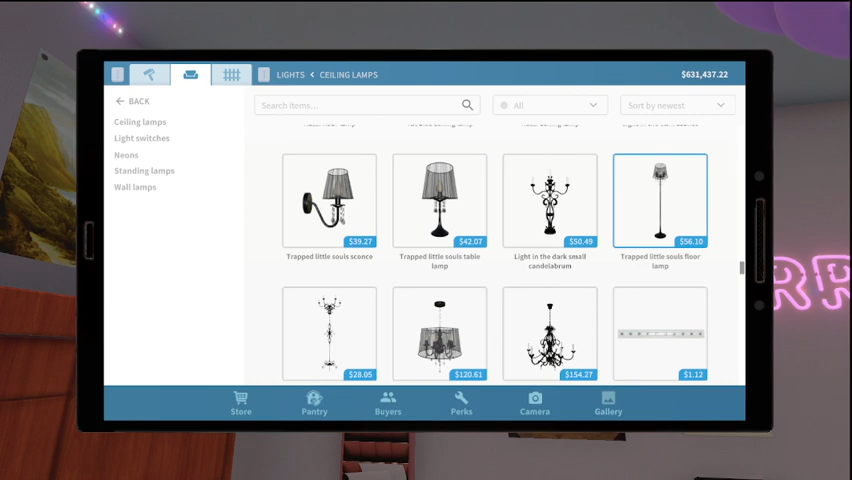 LIGHTS < CEILING LAMPS
$631,437.22
BACK
Search items...
All
Sort by newest
Ceiling lamps
Light switches
Neons
Standing lamps
Wall lamps
$39.27
$42.07
$50.49
$56.10
Trapped little souls sconce
Trapped little souls table
lamp
Light in the dark small
candelabrum
Trapped little souls floor
lamp
$28.05
$120.61
$154.27
$1.12
Store
Pantry
Buyers
Perks
Camera
Gallery